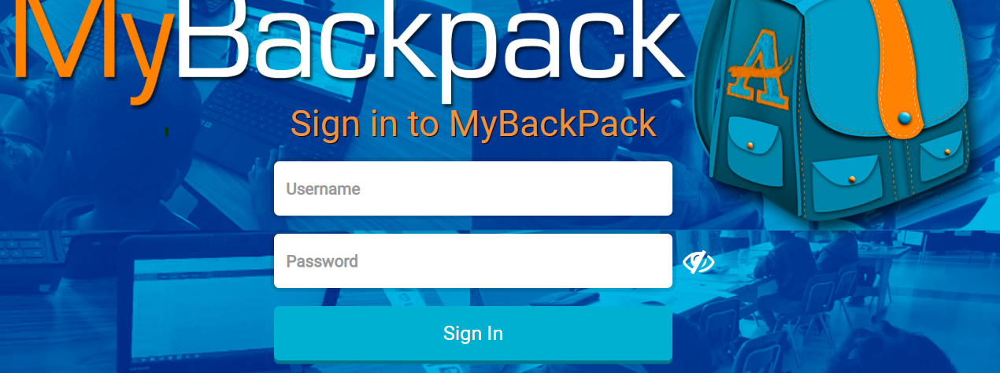 MyBackpack
A
Sign in to MyBackPack
Username
Password
Sign In